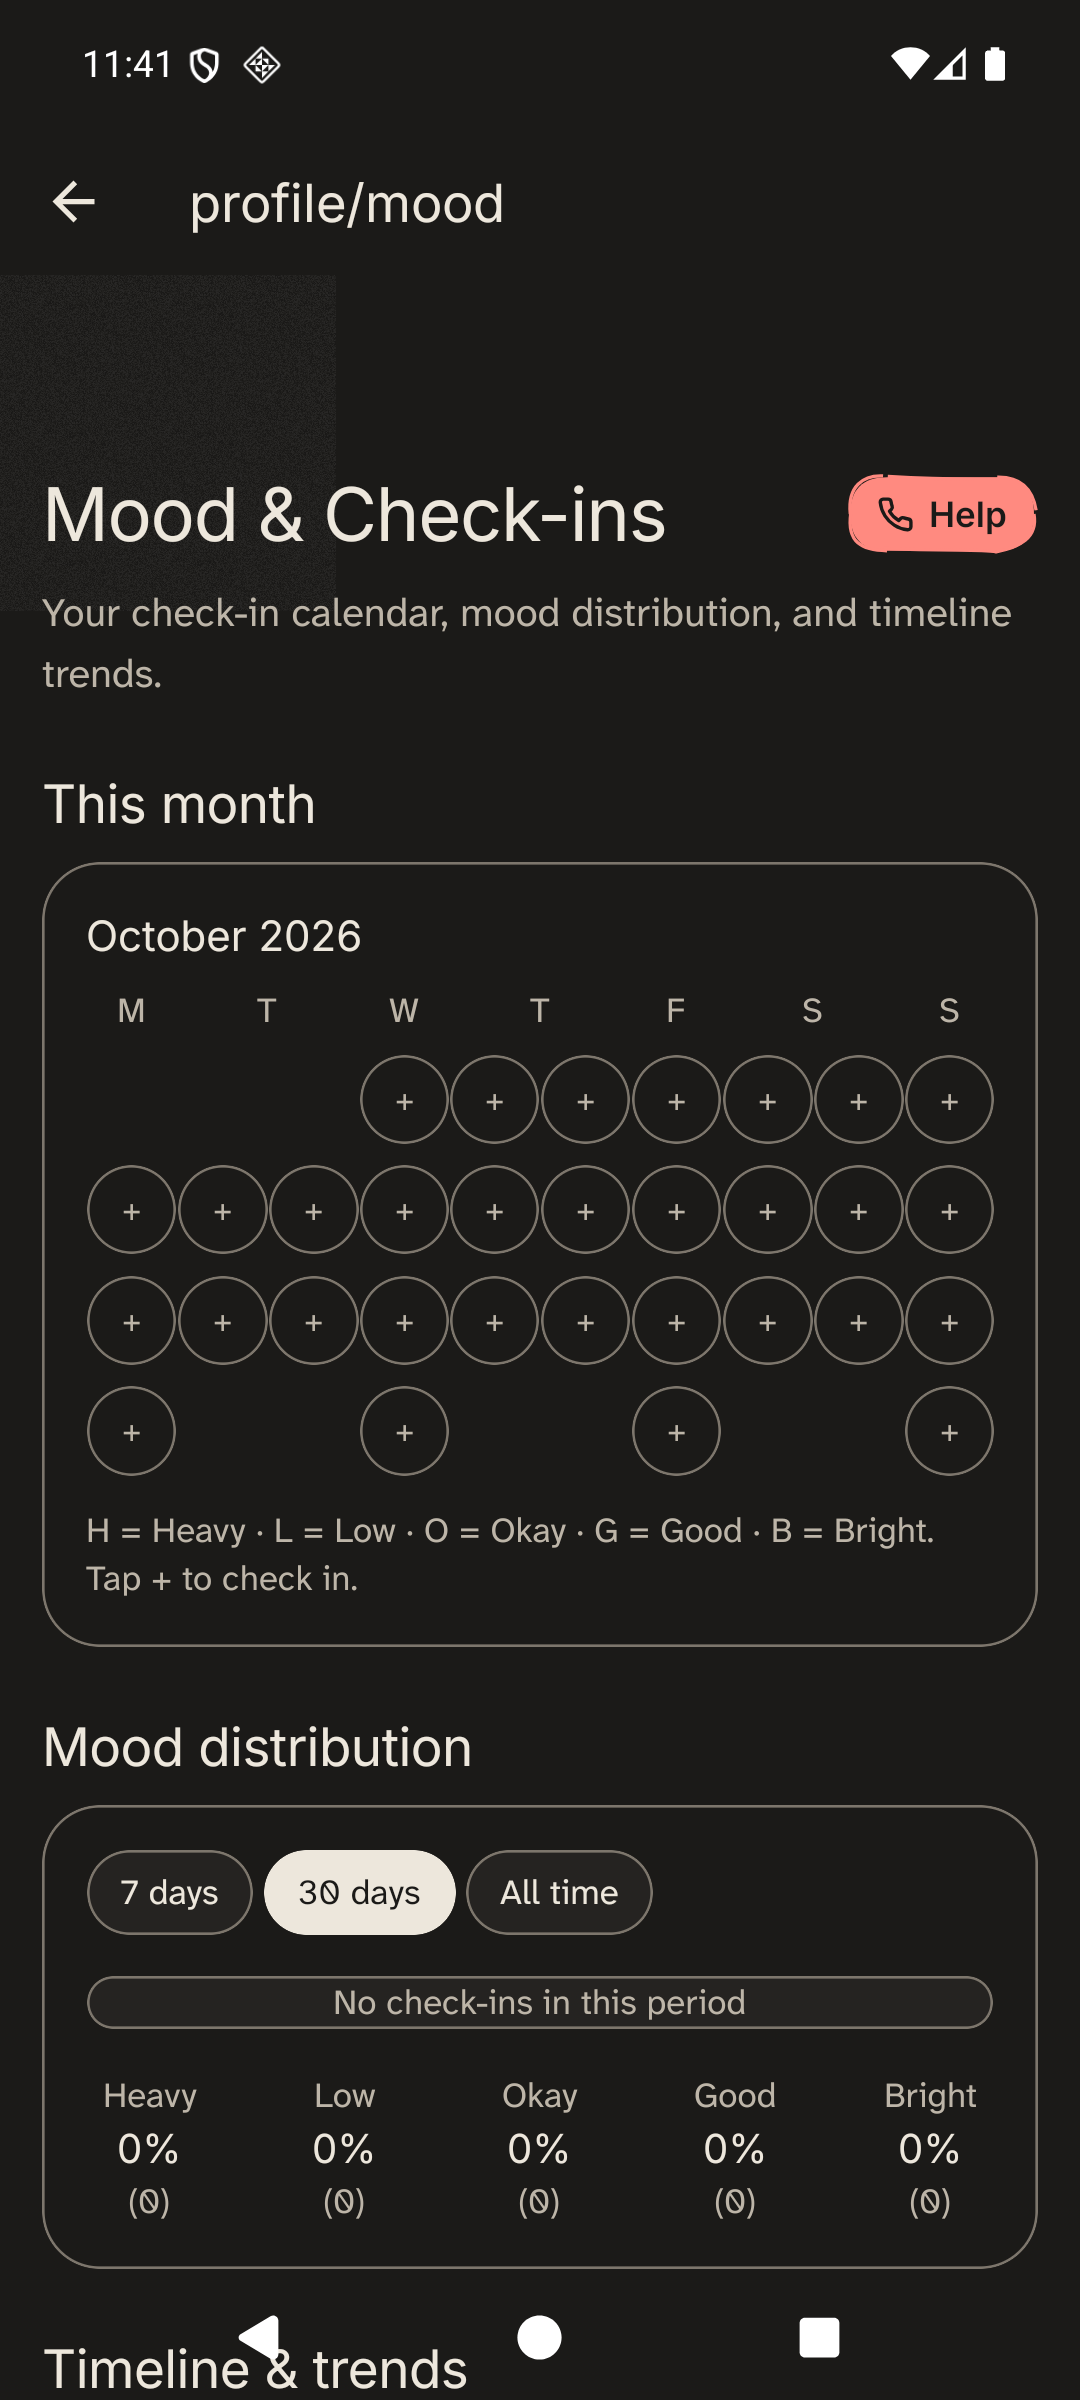 11:41
profile/mood
Mood & Check-ins
Help
Your check-in calendar, mood distribution, and timeline
trends.
This month
October 2026
M T W T F S S
+ + + + + + +
+ + + + + + + + + +
+ + + + + + + + + +
+ + + +
H = Heavy · L = Low · O = Okay · G = Good · B = Bright.
Tap + to check in.
Mood distribution
7 days 30 days All time
No check-ins in this period
Heavy Low Okay Good Bright
0% 0% 0% 0% 0%
(0) (0) (0) (0) (0)
Timeline & trends